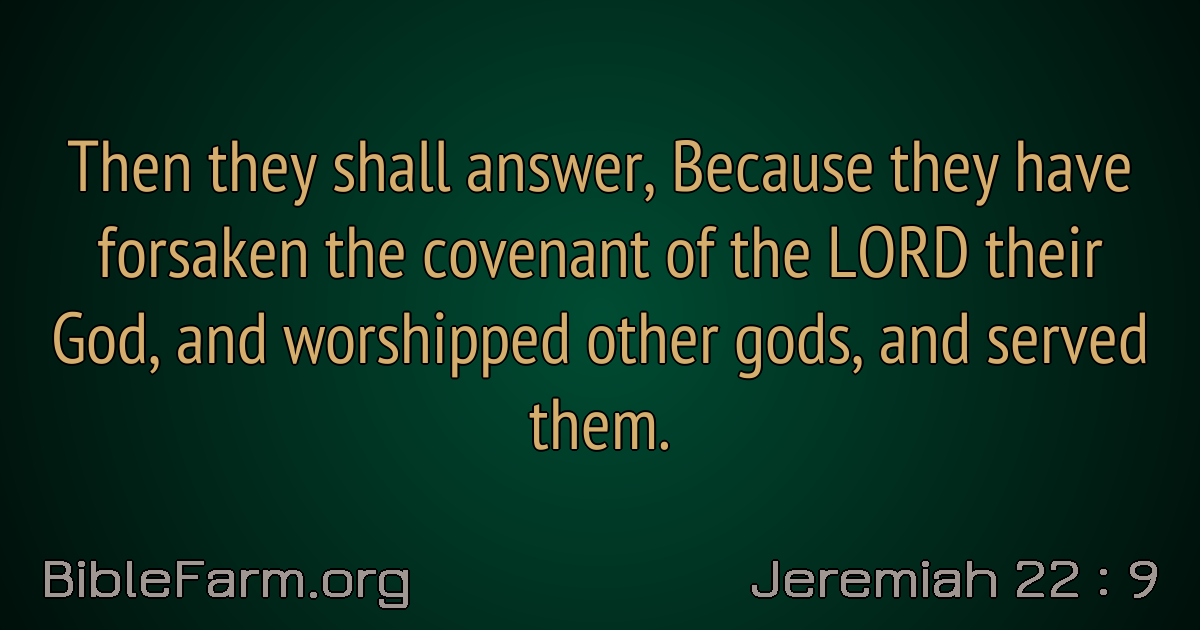 Then they shall answer, Because they have
forsaken the covenant of the LORD their
God, and worshipped other gods, and served
them.
BibleFarm.org
Jeremiah 22 : 9